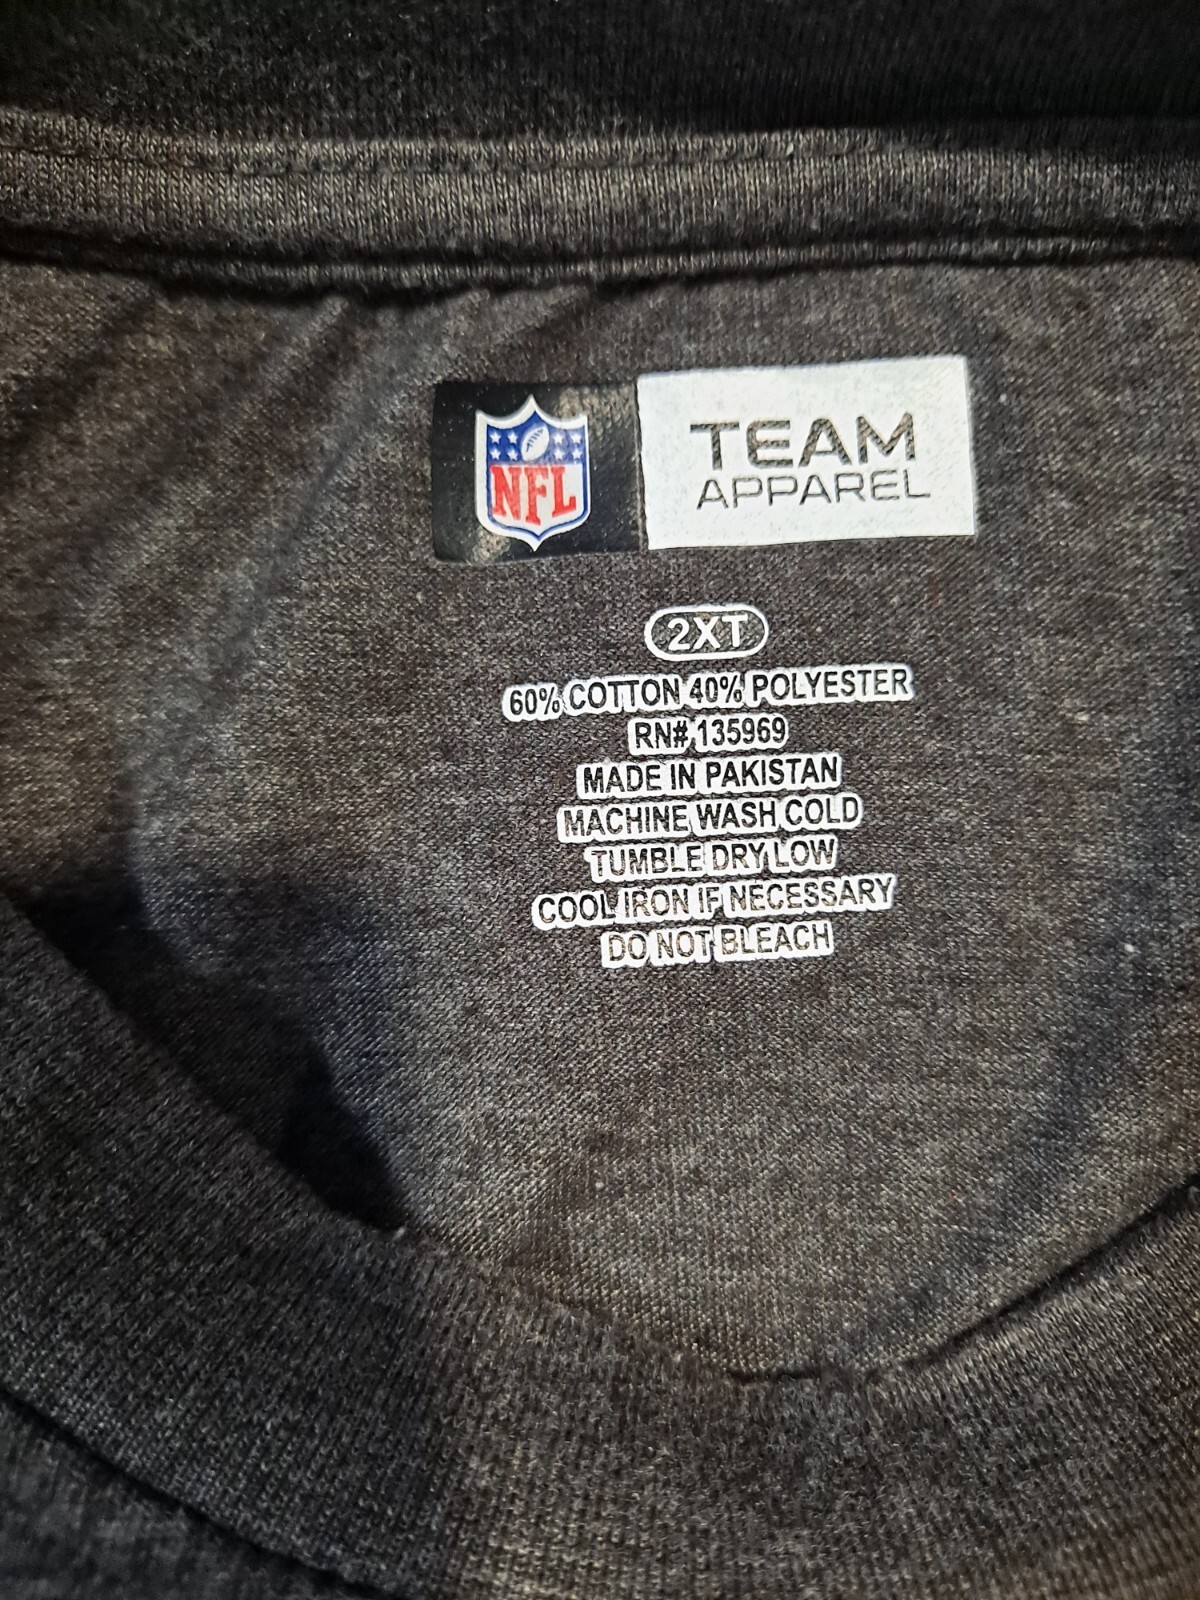 NFL
TEAM
APPAREL
2XT
60% COTTON 40% POLYESTER
RN# 135969
MADE IN PAKISTAN
MACHINE WASH COLD
TUMBLE DRY LOW
COOL IRON IF NECESSARY
DO NOT BLEACH